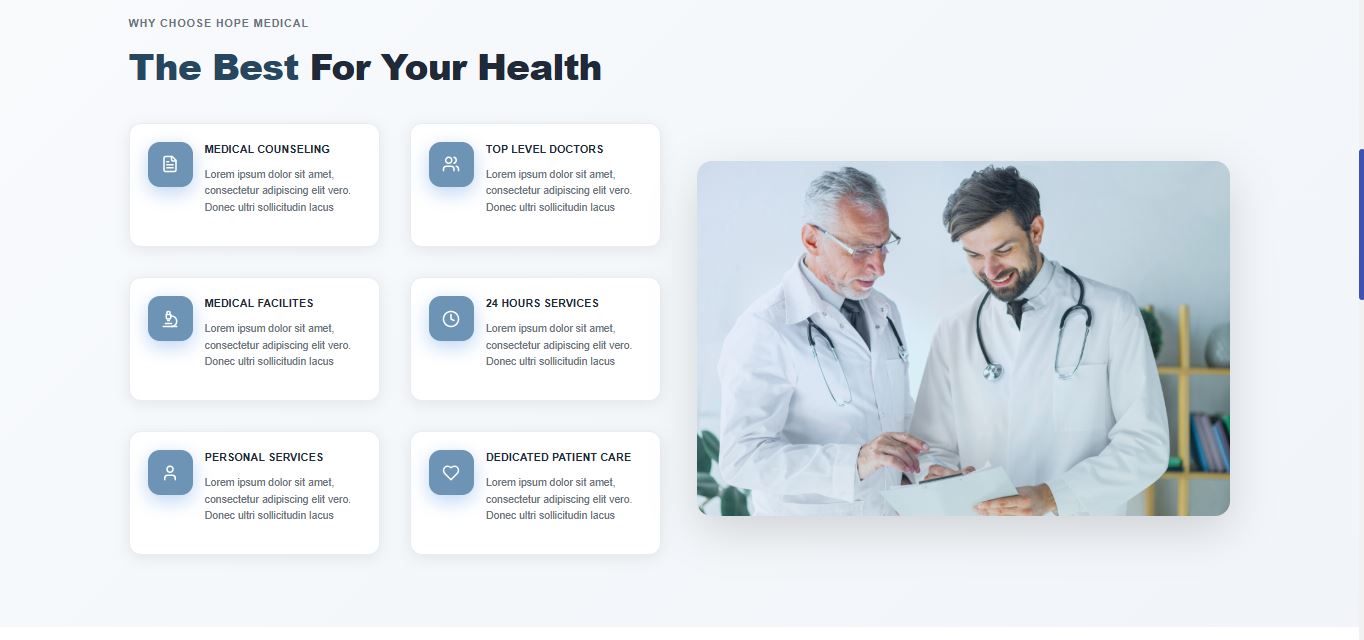 WHY CHOOSE HOPE MEDICAL
The Best For Your Health
MEDICAL COUNSELING
Lorem ipsum dolor sit amet,
consectetur adipiscing elit vero.
Donec ultri sollicitudin lacus
TOP LEVEL DOCTORS
Lorem ipsum dolor sit amet,
consectetur adipiscing elit vero.
Donec ultri sollicitudin lacus
MEDICAL FACILITES
Lorem ipsum dolor sit amet,
consectetur adipiscing elit vero.
Donec ultri sollicitudin lacus
24 HOURS SERVICES
Lorem ipsum dolor sit amet,
consectetur adipiscing elit vero.
Donec ultri sollicitudin lacus
PERSONAL SERVICES
Lorem ipsum dolor sit amet,
consectetur adipiscing elit vero.
Donec ultri sollicitudin lacus
DEDICATED PATIENT CARE
Lorem ipsum dolor sit amet,
consectetur adipiscing elit vero.
Donec ultri sollicitudin lacus